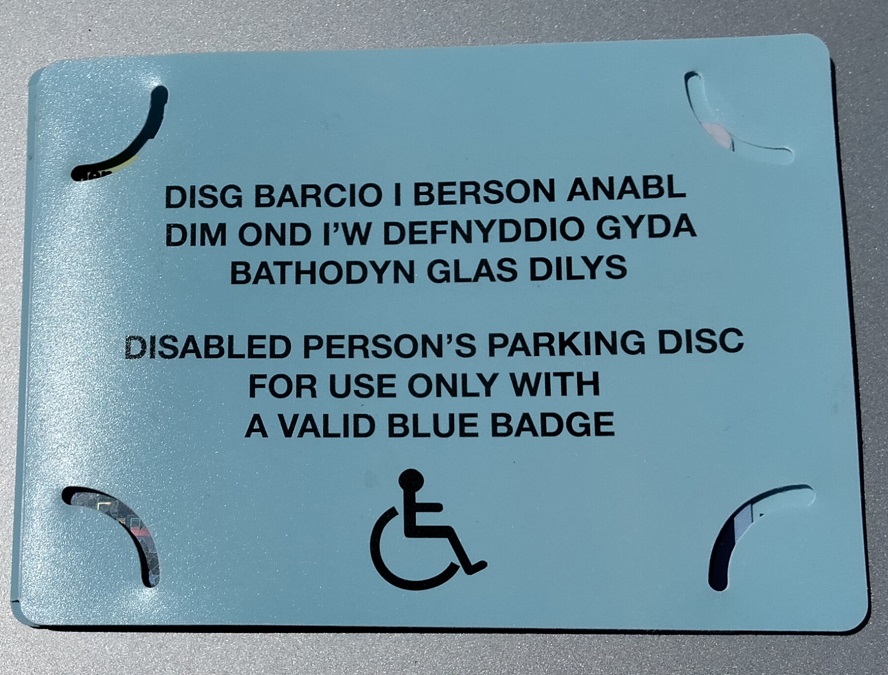 DISG BARCIO I BERSON ANABL
DIM OND I'W DEFNYDDIO GYDA
BATHODYN GLAS DILYS
DISABLED PERSON'S PARKING DISC
FOR USE ONLY WITH
A VALID BLUE BADGE